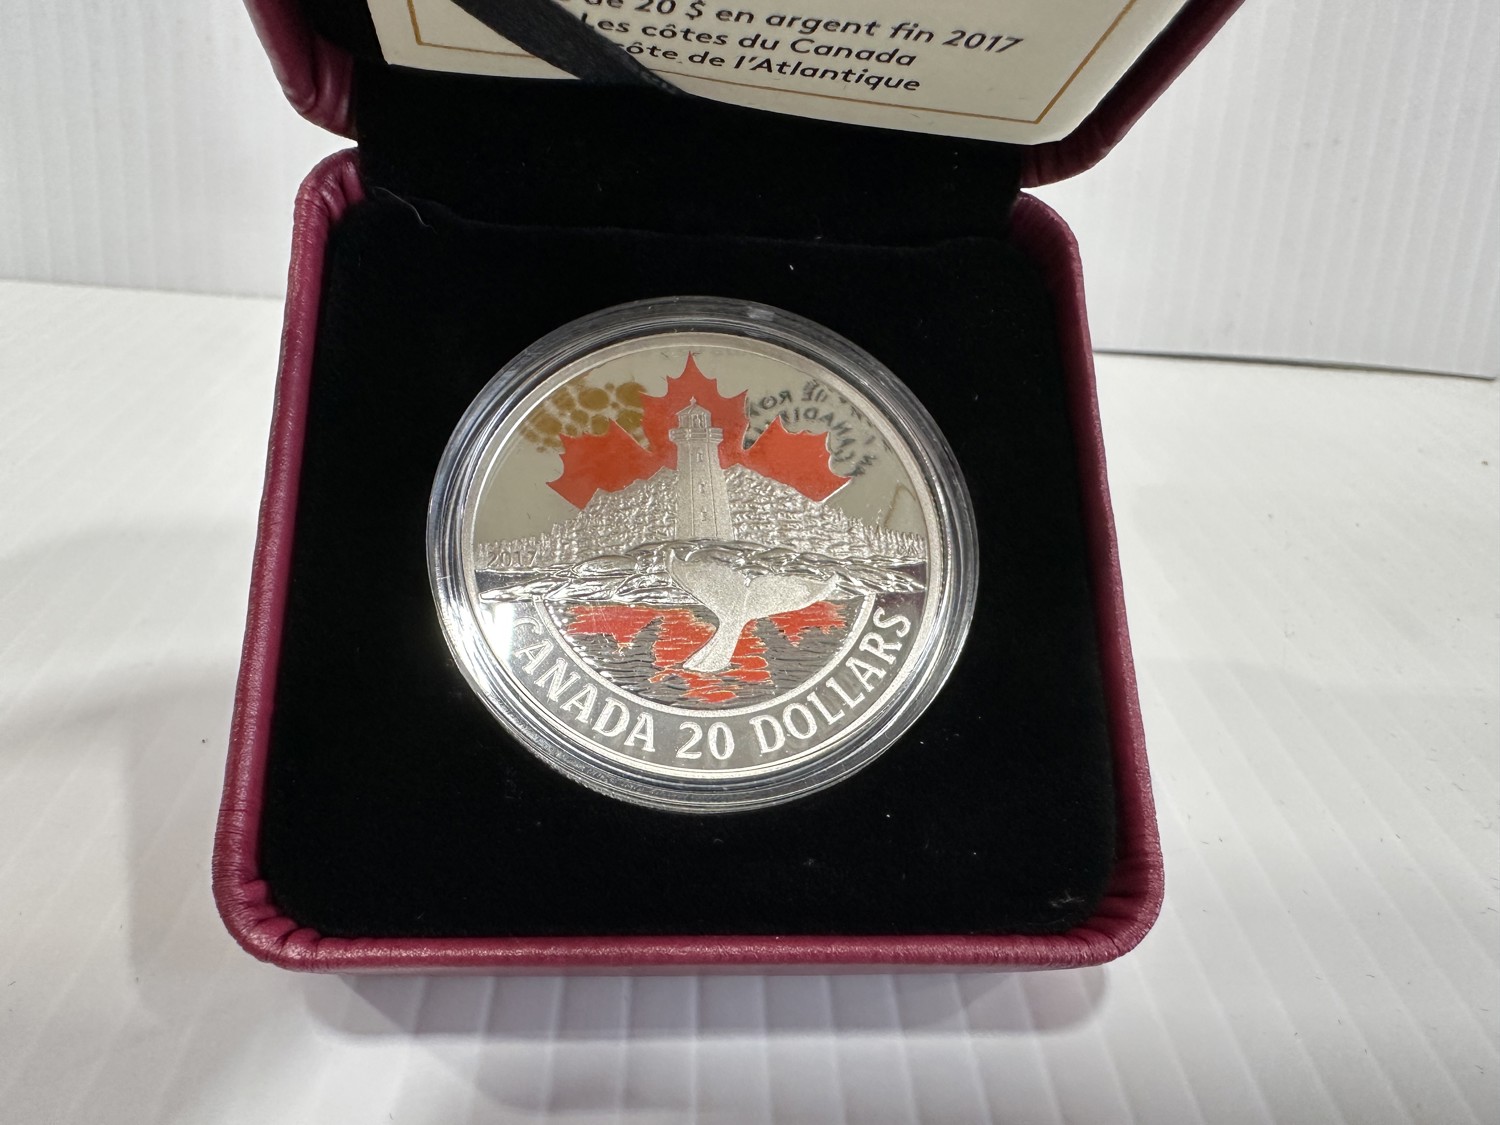 de 20 $ en argent fin 2017
Les côtes du Canada
côte de l'Atlantique
2017
CANADA 20 DOLLARS